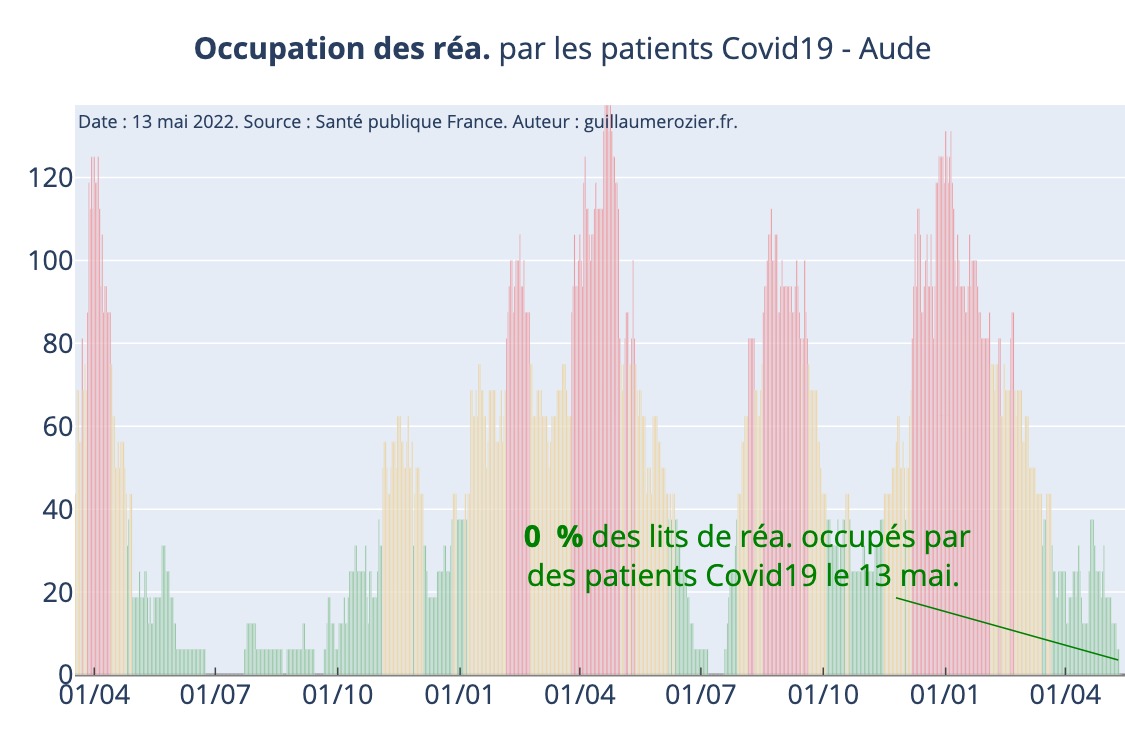 Occupation des réa. par les patients Covid19 - Aude
Date : 13 mai 2022. Source : Santé publique France. Auteur : guillaumerozier.fr.
120
100
80
60
40
20
0
0 % des lits de réa. occupés par
des patients Covid19 le 13 mai.
01/04 01/07 01/10 01/01 01/04 01/07 01/10 01/01 01/04